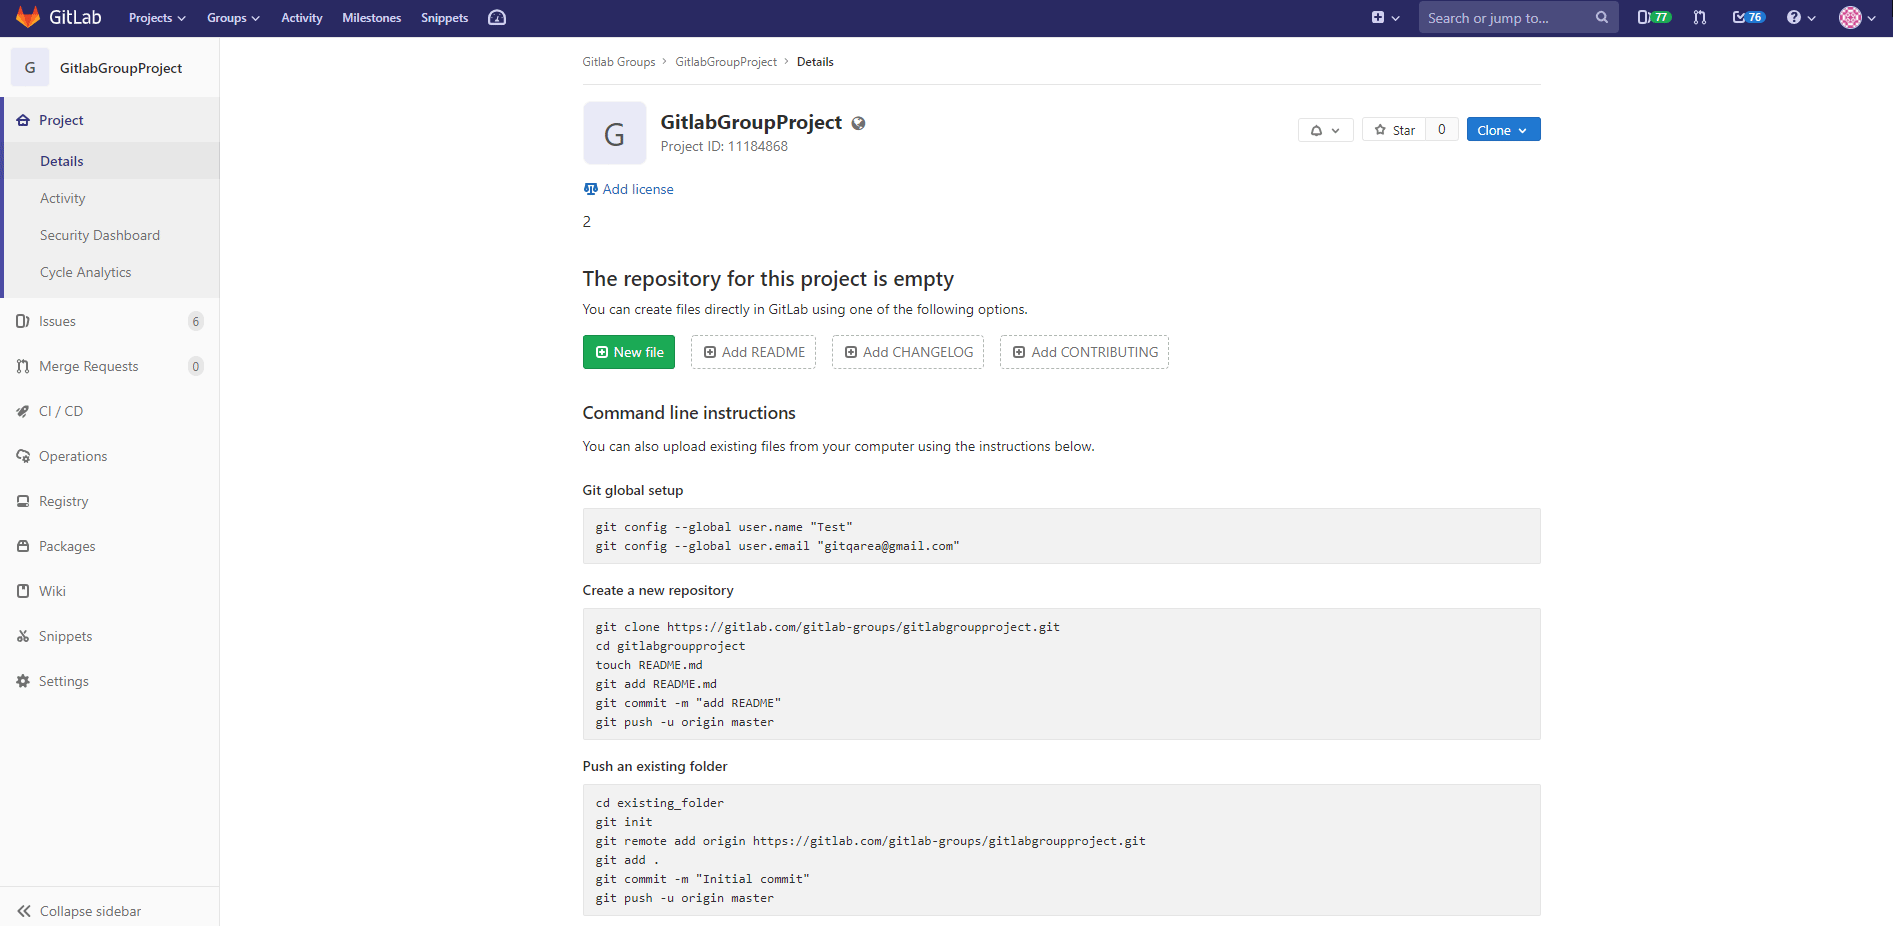 GitLab Projects Groups Activity Milestones Snippets Search or jump to... 77 76
G GitlabGroupProject
Project
Details
Activity
Security Dashboard
Cycle Analytics
Issues 6
Merge Requests 0
CI / CD
Operations
Registry
Packages
Wiki
Snippets
Settings
Collapse sidebar
Gitlab Groups > GitlabGroupProject > Details
G
GitlabGroupProject
Project ID: 11184868
Star 0 Clone
Add license
2
The repository for this project is empty
You can create files directly in GitLab using one of the following options.
New file Add README Add CHANGELOG Add CONTRIBUTING
Command line instructions
You can also upload existing files from your computer using the instructions below.
Git global setup
git config --global user.name "Test"
git config --global user.email "gitqarea@gmail.com"
Create a new repository
git clone https://gitlab.com/gitlab-groups/gitlabgroupproject.git
cd gitlabgroupproject
touch README.md
git add README.md
git commit -m "add README"
git push -u origin master
Push an existing folder
cd existing_folder
git init
git remote add origin https://gitlab.com/gitlab-groups/gitlabgroupproject.git
git add .
git commit -m "Initial commit"
git push -u origin master